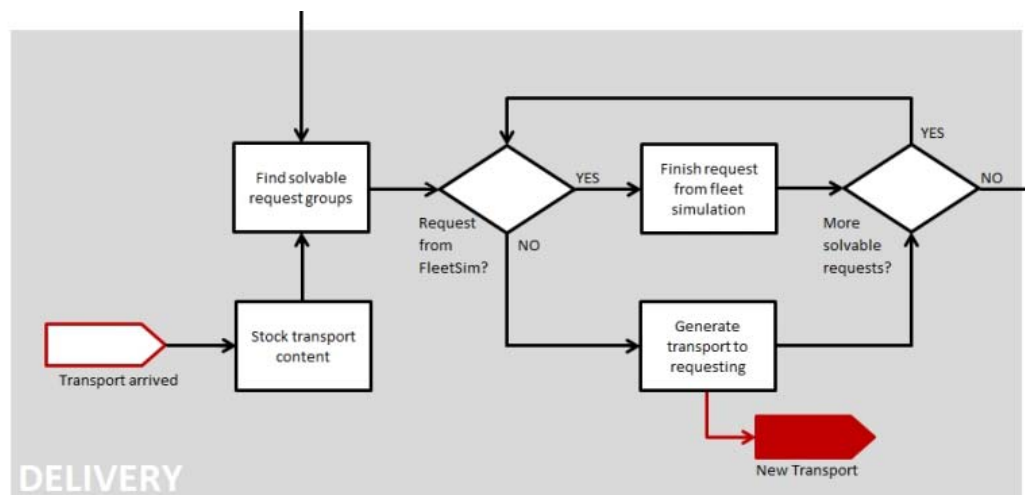 YES
Find solvable
request groups
YES
Finish request
from fleet
simulation
NO
Request
from
FleetSim?
NO
More
solvable
requests?
Stock transport
content
Generate
transport to
requesting
Transport arrived
New Transport
DELIVERY